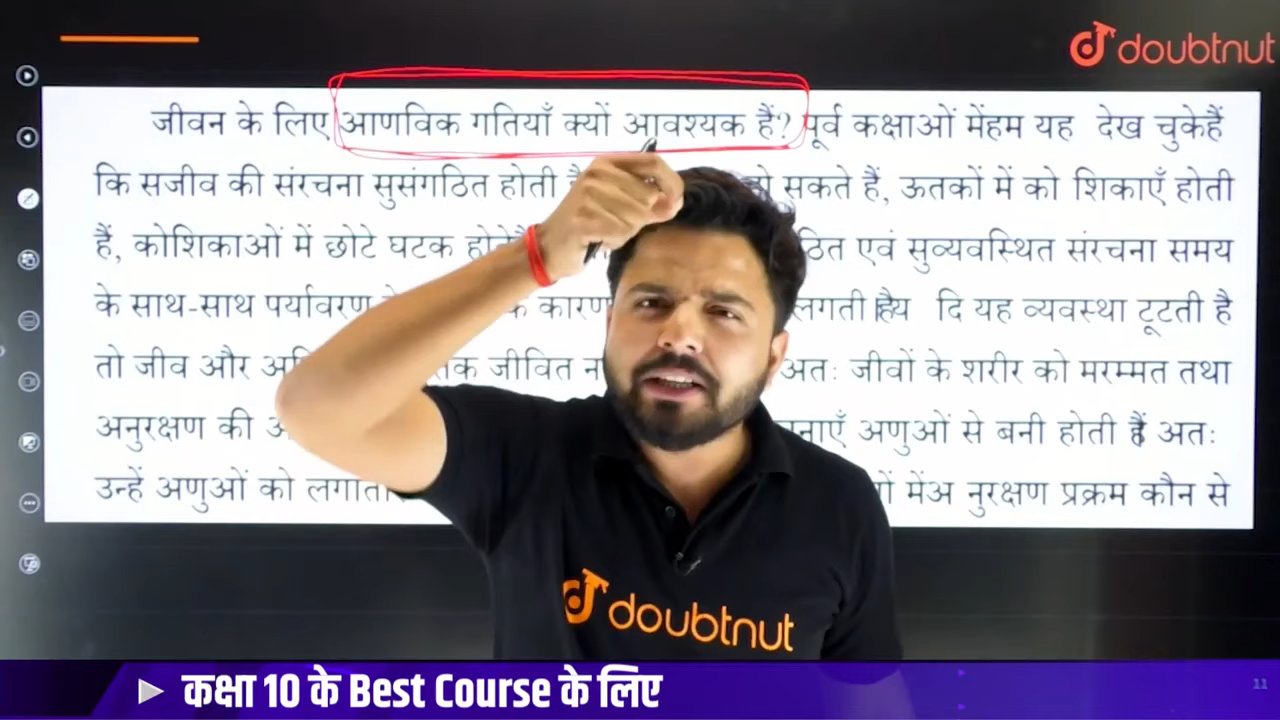 doubtnut
जीवन के लिए आणविक गतियाँ क्यों आवश्यक हैं? पूर्व कक्षाओं मेंहम यह देख चुकेहैं
कि सजीव की संरचना सुसंगठित होती सकते हैं, ऊतकों में को शिकाएँ होती
हैं, कोशिकाओं में छोटे घटक एवं सुव्यवस्थित संरचना समय
के साथ-साथ पर्यावरण कारण लगती दि यह व्यवस्था टूटती है
तो जीव और जीवित अतः जीवों के शरीर को मरम्मत तथा
अनुरक्षण की अणुओं से बनी होती हैं अतः
उन्हें अणुओं को मेंअ नुरक्षण प्रक्रम कौन से
doubtnut
कक्षा 10 के Best Course के लिए
11